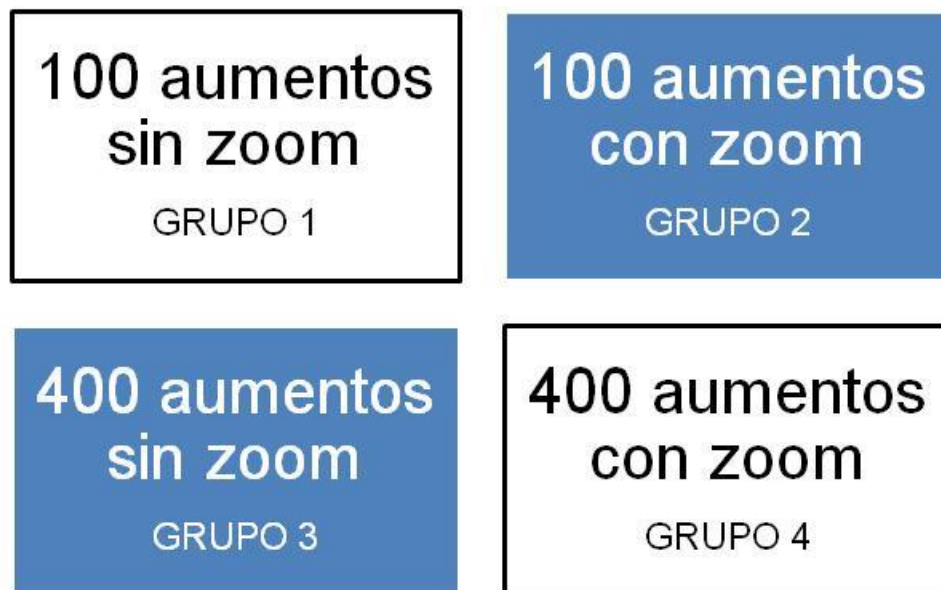 100 aumentos
sin zoom
GRUPO 1
100 aumentos
con zoom
GRUPO 2
400 aumentos
sin zoom
GRUPO 3
400 aumentos
con zoom
GRUPO 4